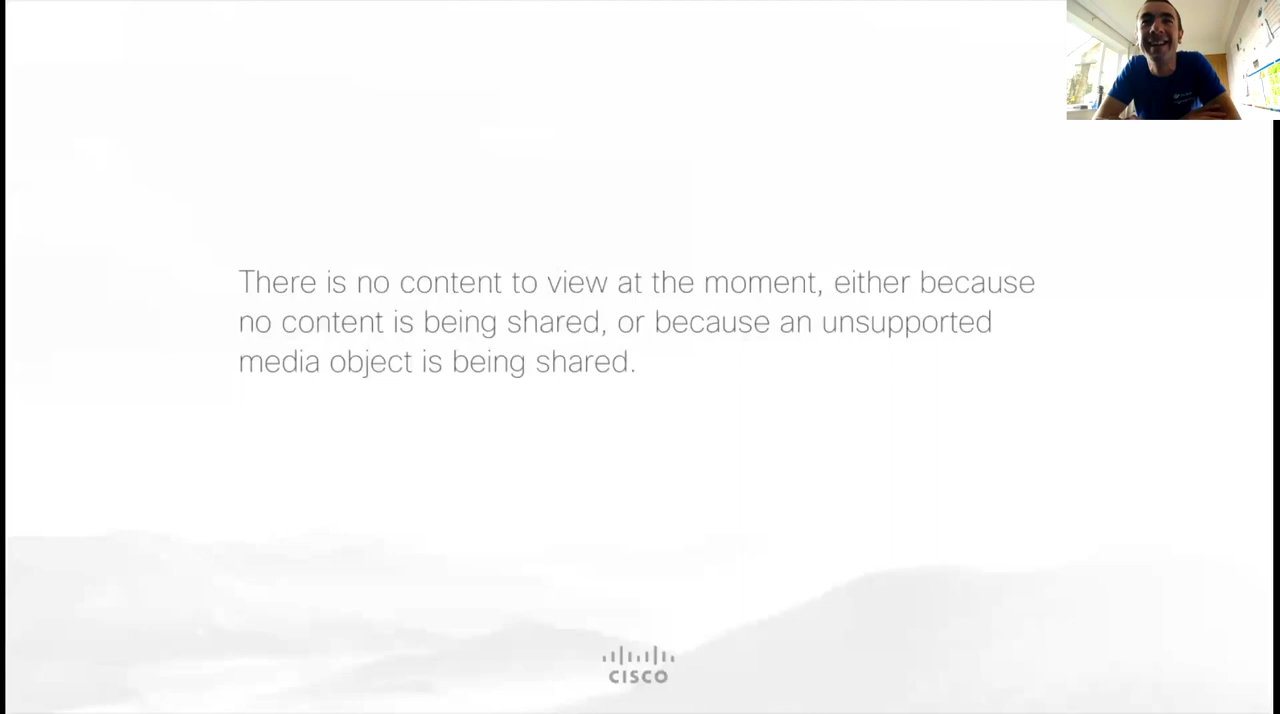 There is no content to view at the moment, either because
no content is being shared, or because an unsupported
media object is being shared.
CISCO